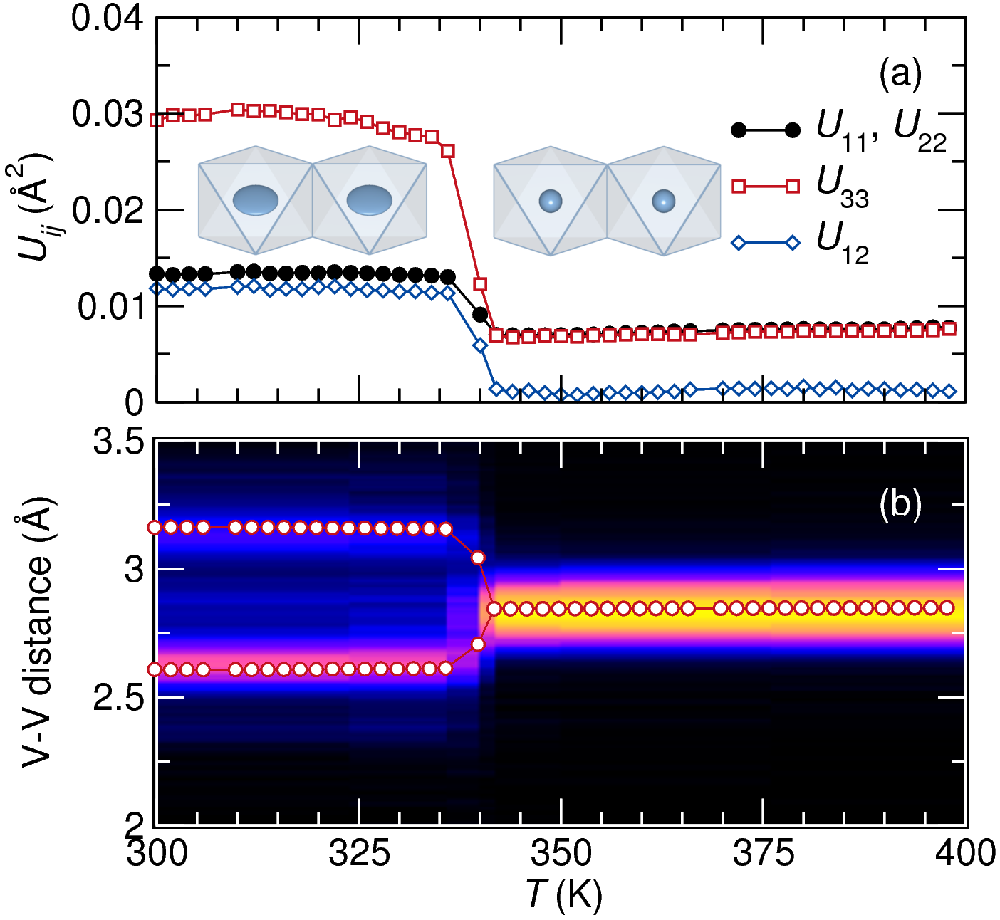 0.04
0.03
0.02
0.01
0
U_ij (Å²)
(a)
U₁₁, U₂₂
U₃₃
U₁₂
3.5
3
2.5
2
V-V distance (Å)
(b)
300 325 350 375 400
T (K)